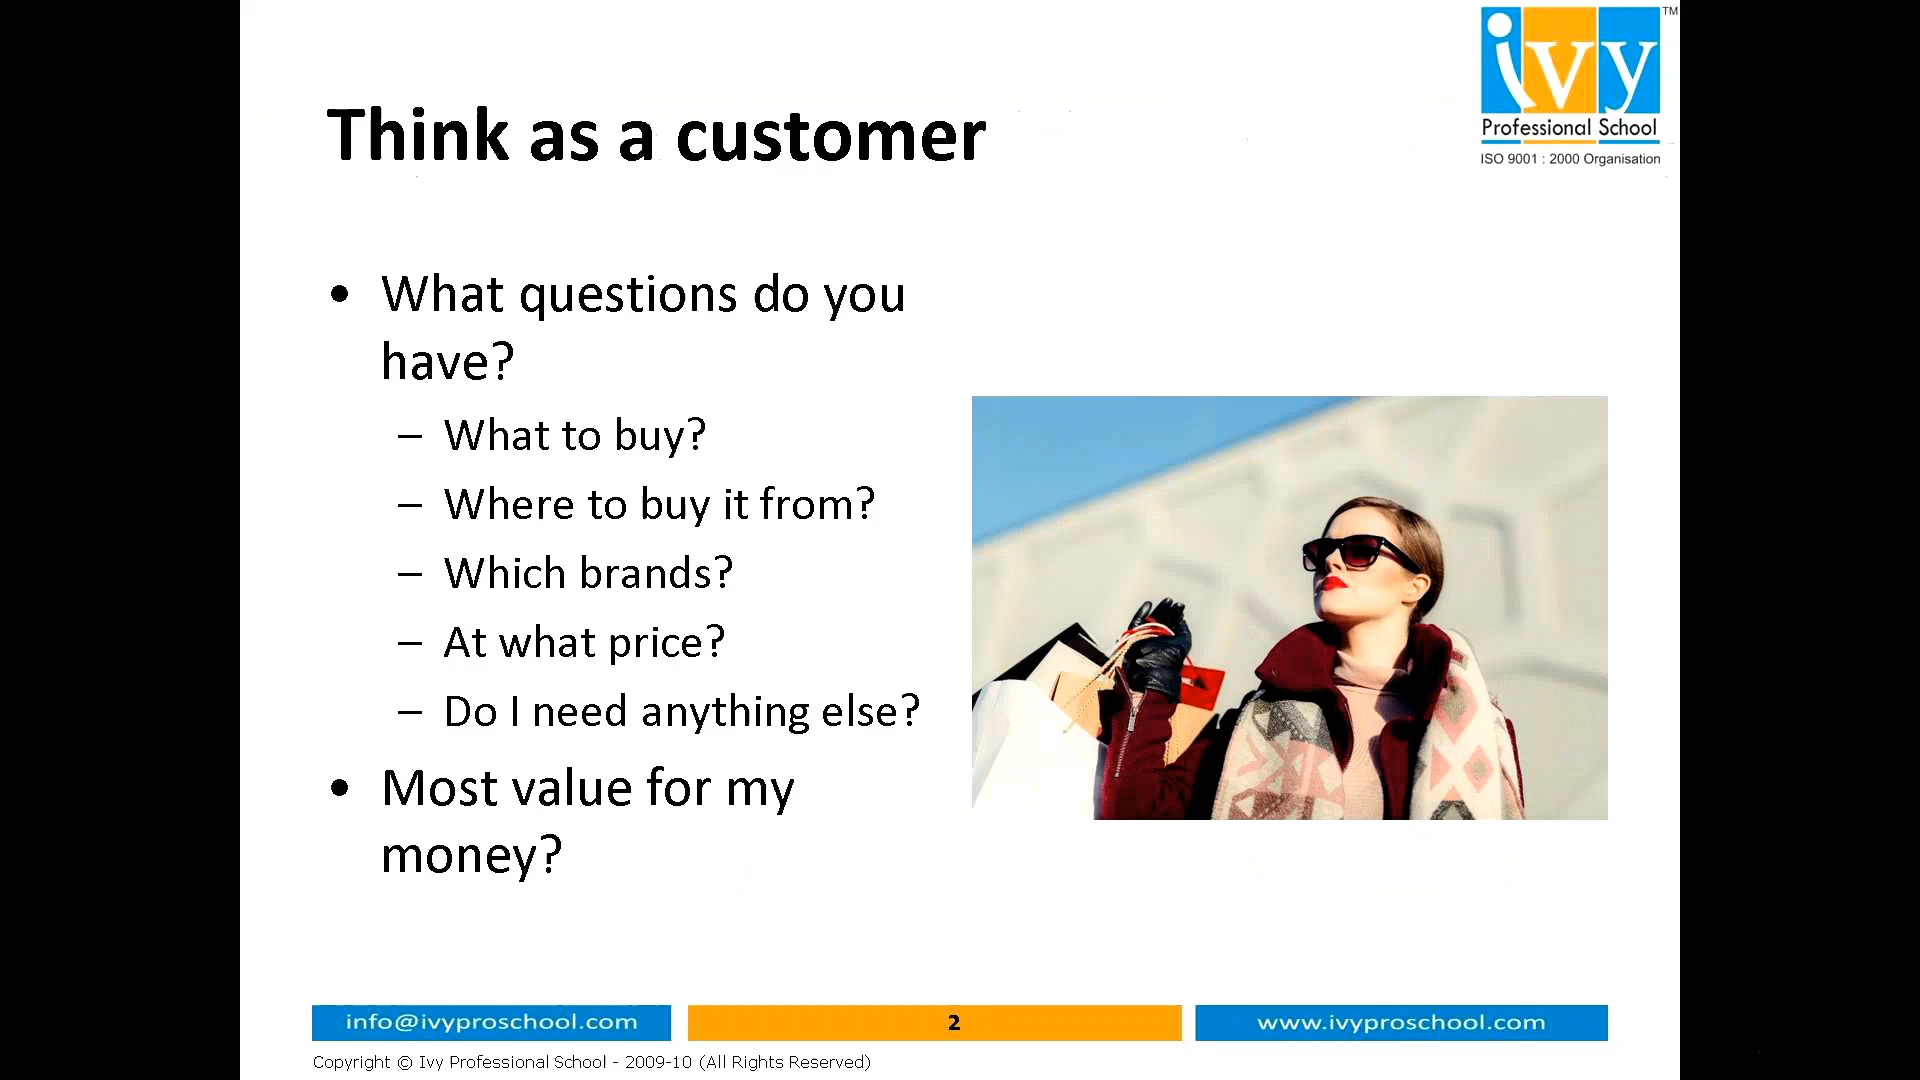 ivy
TM
Professional School
ISO 9001 : 2000 Organisation
Think as a customer
• What questions do you
have?
– What to buy?
– Where to buy it from?
– Which brands?
– At what price?
– Do I need anything else?
• Most value for my
money?
info@ivyproschool.com
2
www.ivyproschool.com
Copyright © Ivy Professional School - 2009-10 (All Rights Reserved)